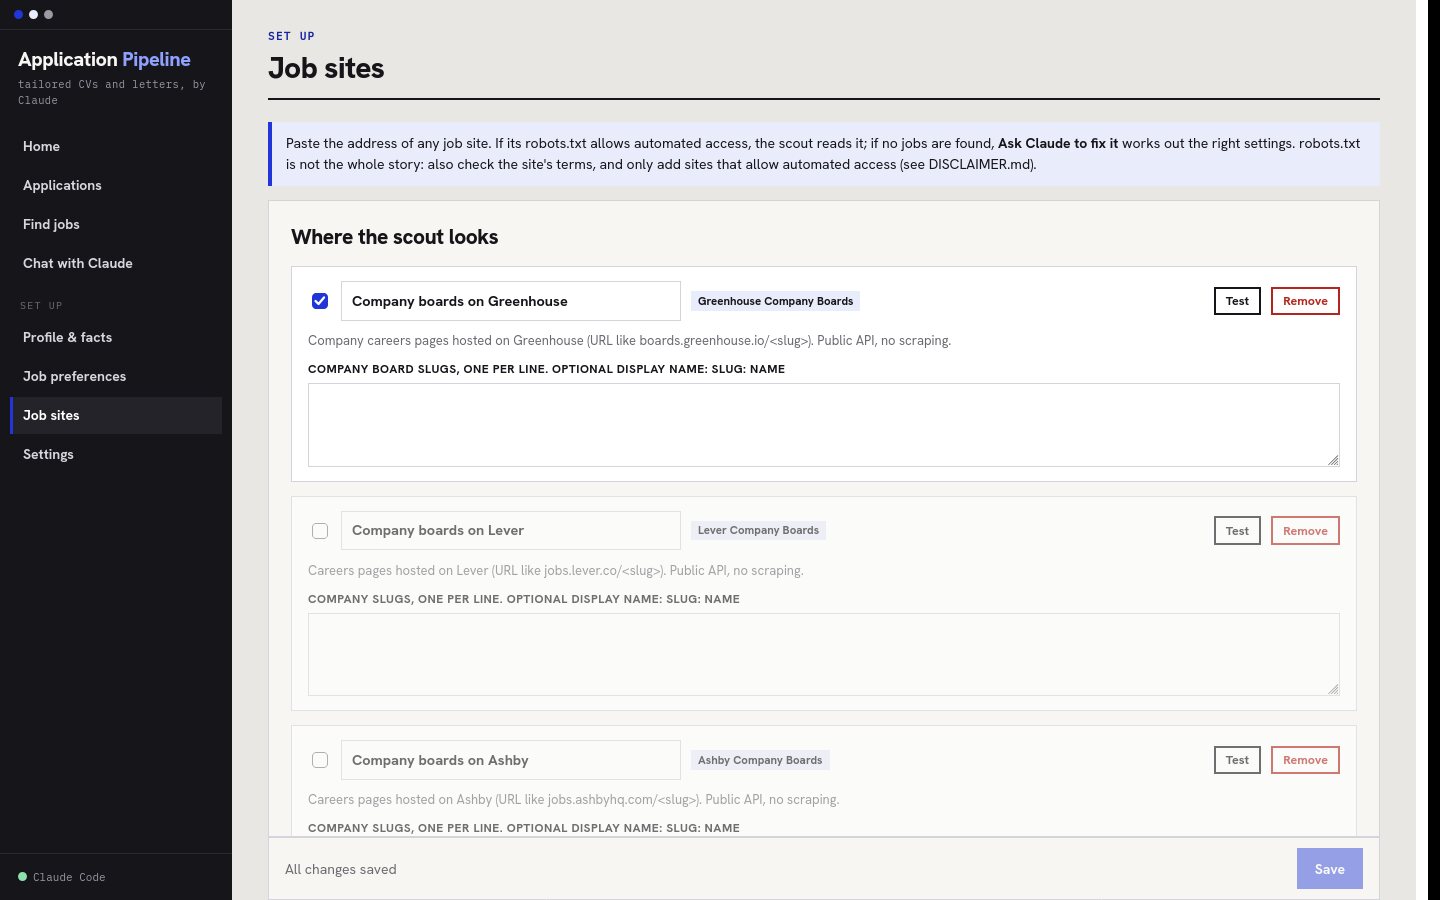 Application Pipeline
tailored CVs and letters, by
Claude
Home
Applications
Find jobs
Chat with Claude
SET UP
Profile & facts
Job preferences
Job sites
Settings
Claude Code
SET UP
Job sites
Paste the address of any job site. If its robots.txt allows automated access, the scout reads it; if no jobs are found, Ask Claude to fix it works out the right settings. robots.txt
is not the whole story: also check the site's terms, and only add sites that allow automated access (see DISCLAIMER.md).
Where the scout looks
Company boards on Greenhouse Greenhouse Company Boards Test Remove
Company careers pages hosted on Greenhouse (URL like boards.greenhouse.io/<slug>). Public API, no scraping.
COMPANY BOARD SLUGS, ONE PER LINE. OPTIONAL DISPLAY NAME: SLUG: NAME
Company boards on Lever Lever Company Boards Test Remove
Careers pages hosted on Lever (URL like jobs.lever.co/<slug>). Public API, no scraping.
COMPANY SLUGS, ONE PER LINE. OPTIONAL DISPLAY NAME: SLUG: NAME
Company boards on Ashby Ashby Company Boards Test Remove
Careers pages hosted on Ashby (URL like jobs.ashbyhq.com/<slug>). Public API, no scraping.
COMPANY SLUGS, ONE PER LINE. OPTIONAL DISPLAY NAME: SLUG: NAME
All changes saved Save